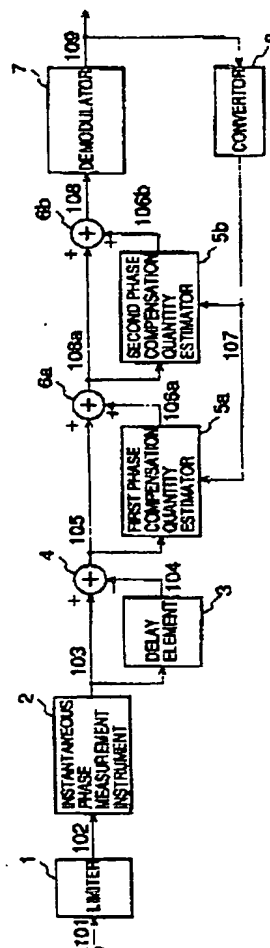 101
1
LIMITER
102
2
INSTANTANEOUS
PHASE
MEASUREMENT
INSTRUMENT
103
4
+
−
104
DELAY
ELEMENT
3
105
6a
+
+
106a
FIRST PHASE
COMPENSATION
QUANTITY
ESTIMATOR
5a
108a
6b
+
+
106b
SECOND PHASE
COMPENSATION
QUANTITY
ESTIMATOR
5b
107
108
7
DEMODULATOR
109
CONVERTOR